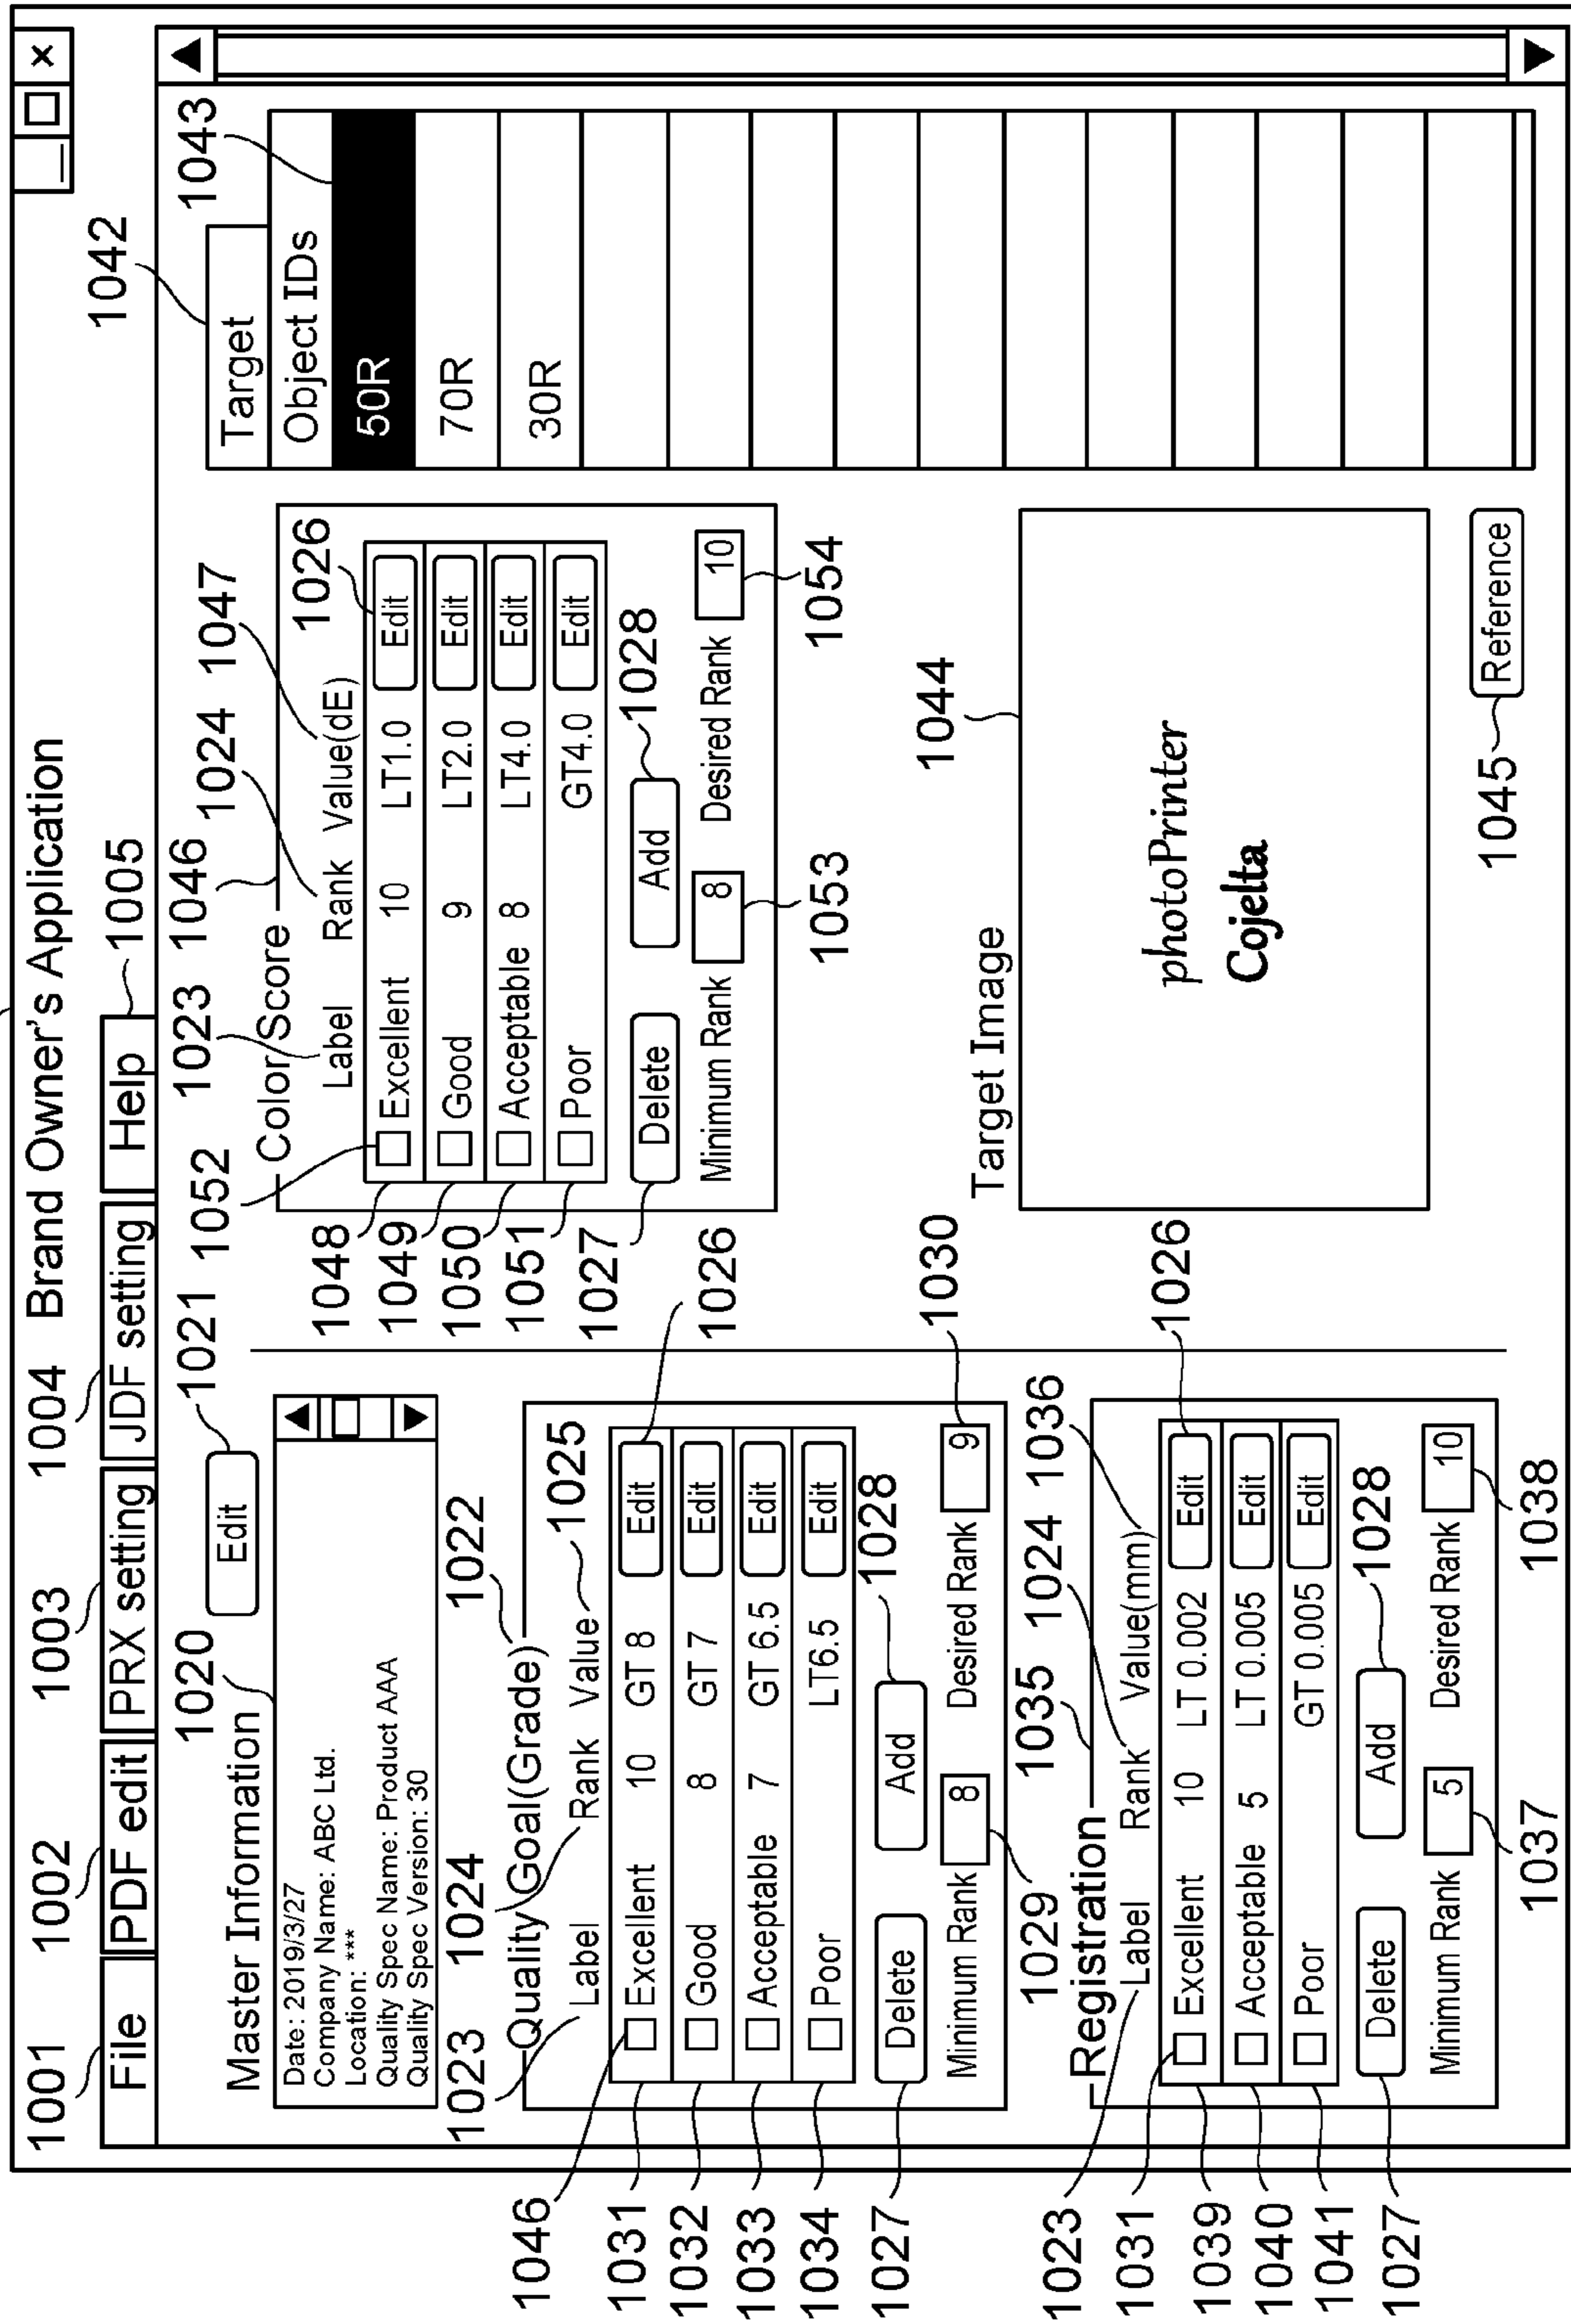 1001 1002 1003 1004 Brand Owner's Application
File PDF edit PRX setting JDF setting Help 1005
1042
1020 1021
Master Information Edit
Date: 2019/3/27
Company Name: ABC Ltd.
Location: ***
Quality Spec Name: Product AAA
Quality Spec Version: 30
1023 1024 1022
Quality Goal(Grade) 1025
Label Rank Value
Excellent 10 GT 8 Edit
Good 8 GT 7 Edit
Acceptable 7 GT 6.5 Edit
Poor LT6.5 Edit
Delete Add 1028
Minimum Rank 8 Desired Rank 9
1046
1031
1032
1033
1034
1027
1026
1030
1029 1035 1024 1036
Registration
Label Rank Value(mm)
Excellent 10 LT 0.002 Edit
Acceptable 5 LT 0.005 Edit
Poor GT 0.005 Edit
Delete Add 1028
Minimum Rank 5 Desired Rank 10
1037 1038
1023
1031
1039
1040
1041
1027
1026
1052 1023 1046 1024 1047
Color Score 1026
Label Rank Value(dE)
Excellent 10 LT1.0 Edit
Good 9 LT2.0 Edit
Acceptable 8 LT4.0 Edit
Poor GT4.0 Edit
Delete Add 1028
Minimum Rank 8 Desired Rank 10
1053 1054
1048
1049
1050
1051
1027
Target Image 1044
photoPrinter
Cojelta
1045 Reference
1043
Target
Object IDs
50R
70R
30R